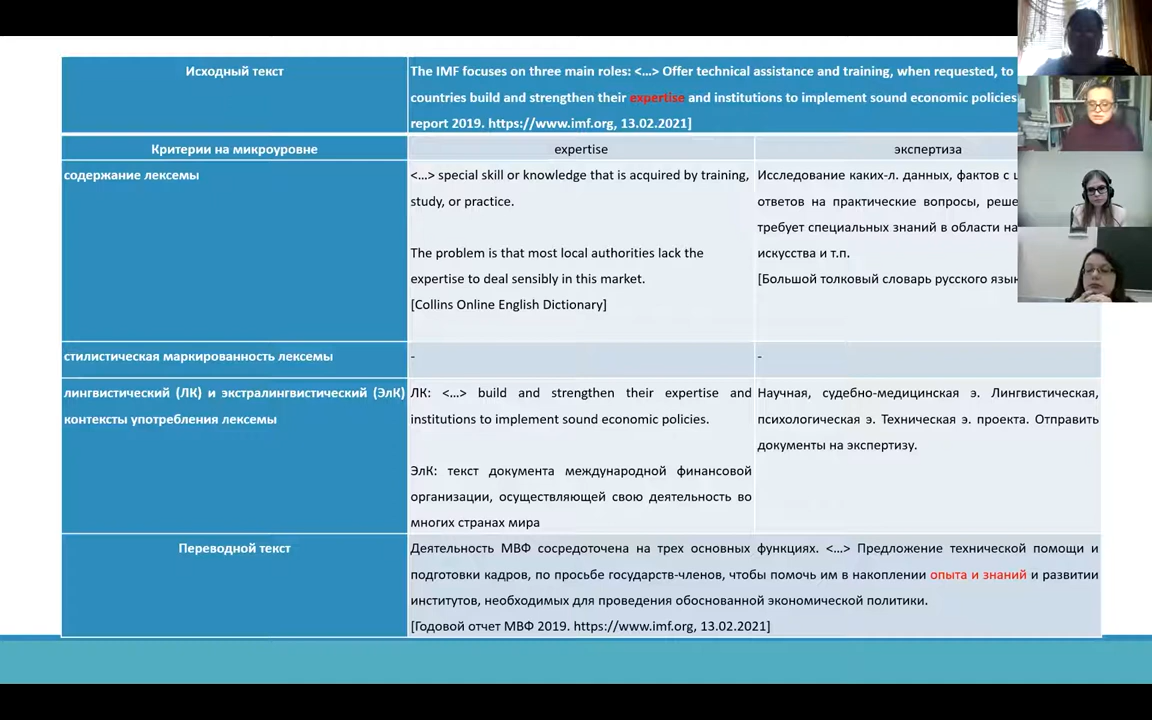 Исходный текст
The IMF focuses on three main roles: <…> Offer technical assistance and training, when requested, to
countries build and strengthen their expertise and institutions to implement sound economic policies
report 2019. https://www.imf.org, 13.02.2021]
Критерии на микроуровне
expertise
экспертиза
содержание лексемы
<…> special skill or knowledge that is acquired by training,
study, or practice.
The problem is that most local authorities lack the
expertise to deal sensibly in this market.
[Collins Online English Dictionary]
Исследование каких-л. данных, фактов с
ответов на практические вопросы,
требует специальных знаний в области
искусства и т.п.
[Большой толковый словарь русского
стилистическая маркированность лексемы
-
-
лингвистический (ЛК) и экстралингвистический (ЭлК)
контексты употребления лексемы
ЛК: <…> build and strengthen their expertise and
institutions to implement sound economic policies.
ЭлК: текст документа международной финансовой
организации, осуществляющей свою деятельность во
многих странах мира
Научная, судебно-медицинская э. Лингвистическая,
психологическая э. Техническая э. проекта. Отправить
документы на экспертизу.
Переводной текст
Деятельность МВФ сосредоточена на трех основных функциях. <…> Предложение технической помощи и
подготовки кадров, по просьбе государств-членов, чтобы помочь им в накоплении опыта и знаний и развитии
институтов, необходимых для проведения обоснованной экономической политики.
[Годовой отчет МВФ 2019. https://www.imf.org, 13.02.2021]